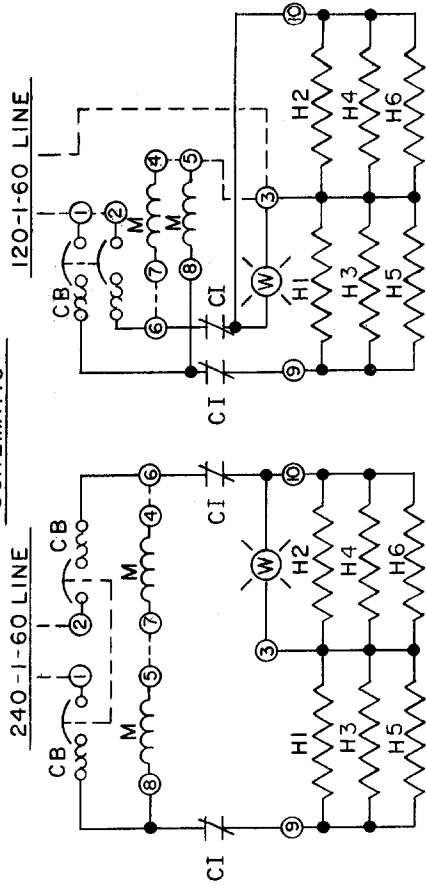 240-1-60 LINE
CB 1 2 CB
M M
8 5 7 4 6
CI CI
W
9 3 10
H1 H2
H3 H4
H5 H6
120-1-60 LINE
CB 1
2
7 M 4
8 M 5
6
CI CI
W 3
9 10
H1 H2
H3 H4
H5 H6